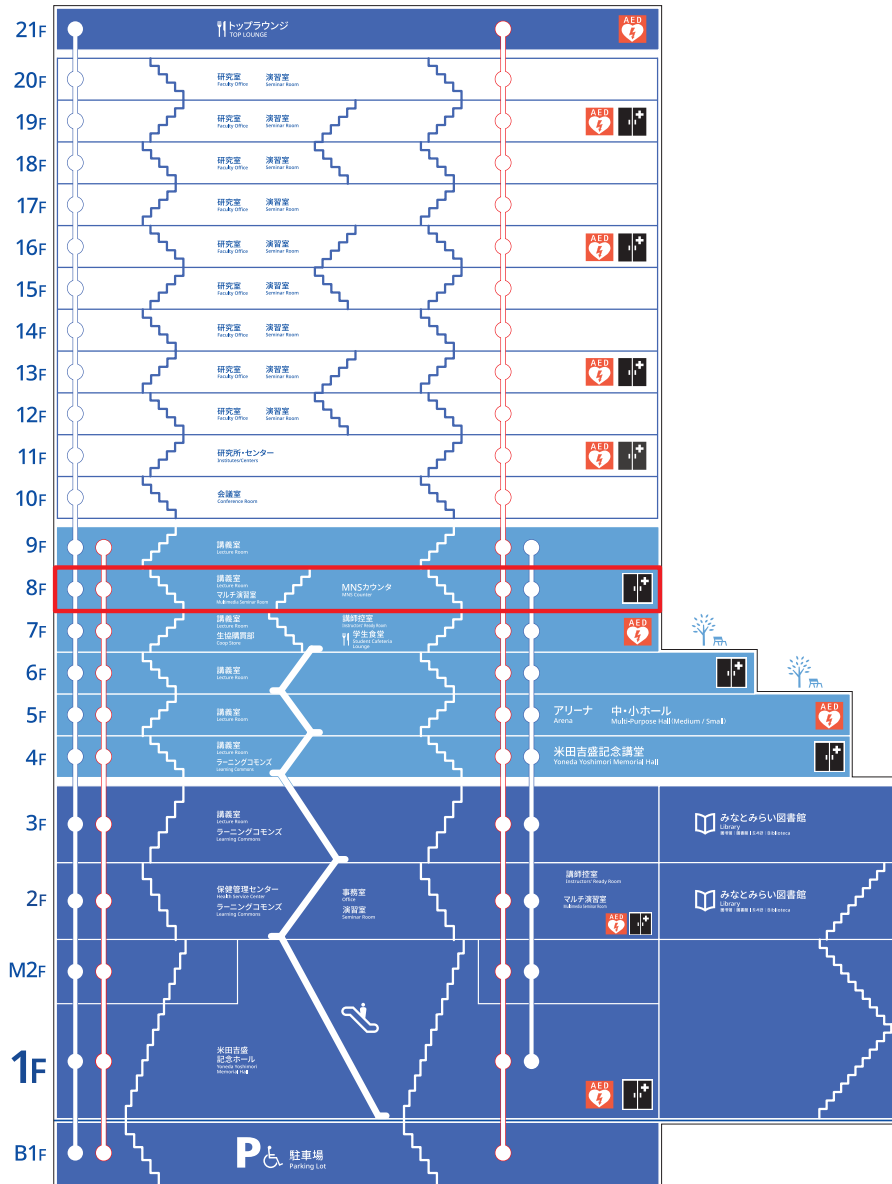 21F
トップラウンジ
TOP LOUNGE
AED
20F
研究室 演習室
Faculty Office Seminar Room
19F
研究室 演習室
Faculty Office Seminar Room
AED
18F
研究室 演習室
Faculty Office Seminar Room
17F
研究室 演習室
Faculty Office Seminar Room
16F
研究室 演習室
Faculty Office Seminar Room
AED
15F
研究室 演習室
Faculty Office Seminar Room
14F
研究室 演習室
Faculty Office Seminar Room
13F
研究室 演習室
Faculty Office Seminar Room
AED
12F
研究室 演習室
Faculty Office Seminar Room
11F
研究所・センター
Institutes/Centers
AED
10F
会議室
Conference Room
9F
講義室
Lecture Room
8F
講義室
Lecture Room
マルチ演習室
Multimedia Seminar Room
MNSカウンタ
MNS Counter
7F
講義室
Lecture Room
生協購買部
Coop Store
講師控室
Instructors' Ready Room
学生食堂
Student Cafeteria
Lounge
AED
6F
講義室
Lecture Room
5F
講義室
Lecture Room
アリーナ
Arena
中・小ホール
Multi-Purpose Hall(Medium / Small)
AED
4F
講義室
Lecture Room
ラーニングコモンズ
Learning Commons
米田吉盛記念講堂
Yoneda Yoshimori Memorial Hall
3F
講義室
Lecture Room
ラーニングコモンズ
Learning Commons
みなとみらい図書館
Library
2F
保健管理センター
Health Service Center
ラーニングコモンズ
Learning Commons
事務室
Office
演習室
Seminar Room
講師控室
Instructors' Ready Room
マルチ演習室
Multimedia Seminar Room
AED
みなとみらい図書館
Library
M2F
1F
米田吉盛
記念ホール
Yoneda Yoshimori
Memorial Hall
AED
B1F
P
駐車場
Parking Lot